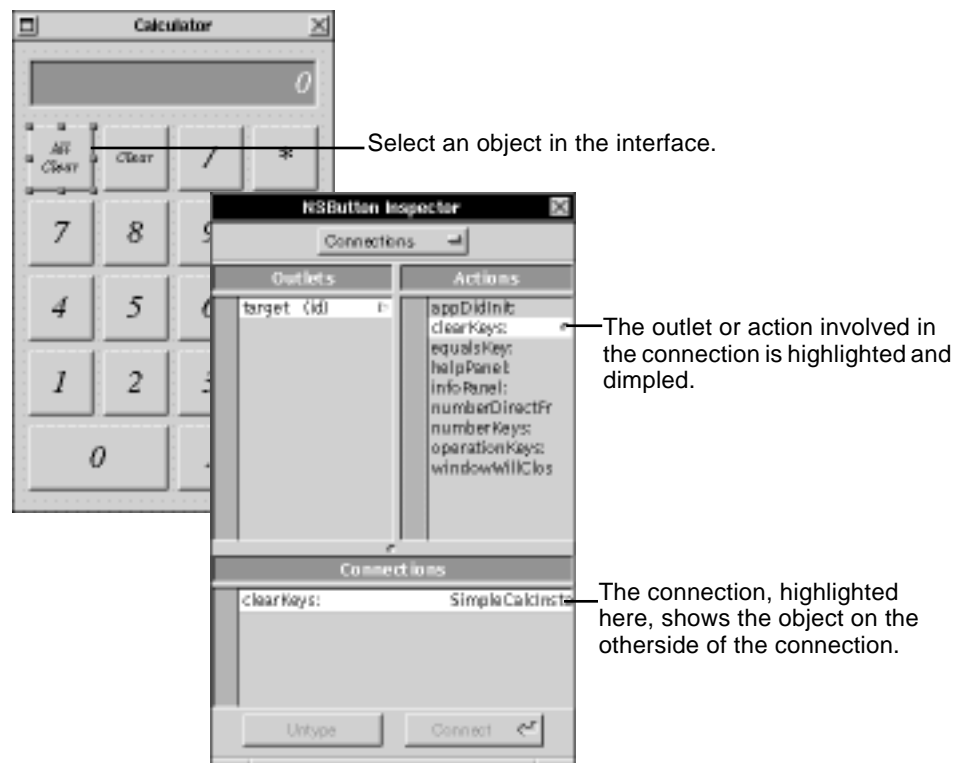 Calculator
0
Select an object in the interface.
All
Clear
Clear
/
*
NSButton Inspector
7
8
9
Connections
Outlets
Actions
target (id)
appDidInit:
clearKeys:
equalsKey:
helpPanel:
infoPanel:
numberDirectFr
numberKeys:
operationKeys:
windowWillClos
The outlet or action involved in
the connection is highlighted and
dimpled.
4
5
6
1
2
3
0
.
Connections
clearKeys:
SimpleCalcInsta
The connection, highlighted
here, shows the object on the
otherside of the connection.
Untype
Connect